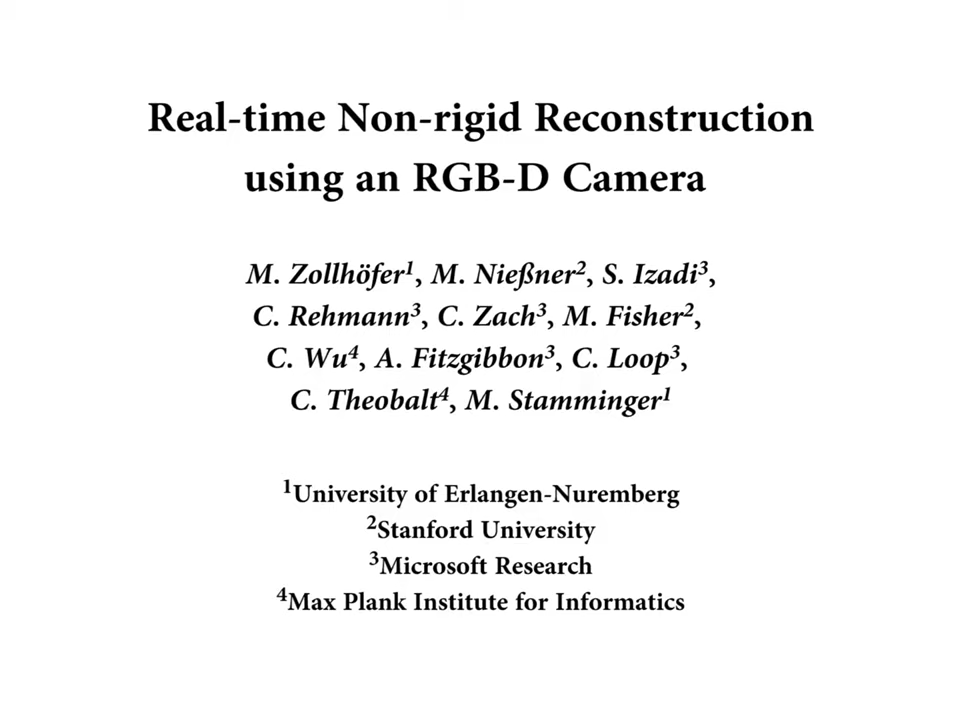 Real-time Non-rigid Reconstruction
using an RGB-D Camera
M. Zollhöfer¹, M. Nießner², S. Izadi³,
C. Rehmann³, C. Zach³, M. Fisher²,
C. Wu⁴, A. Fitzgibbon³, C. Loop³,
C. Theobalt⁴, M. Stamminger¹
¹University of Erlangen-Nuremberg
²Stanford University
³Microsoft Research
⁴Max Plank Institute for Informatics